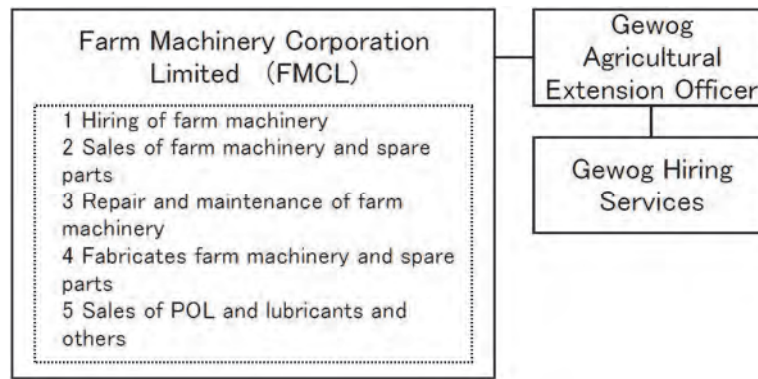 Farm Machinery Corporation
Limited （FMCL）
1 Hiring of farm machinery
2 Sales of farm machinery and spare
parts
3 Repair and maintenance of farm
machinery
4 Fabricates farm machinery and spare
parts
5 Sales of POL and lubricants and
others
Gewog
Agricultural
Extension Officer
Gewog Hiring
Services